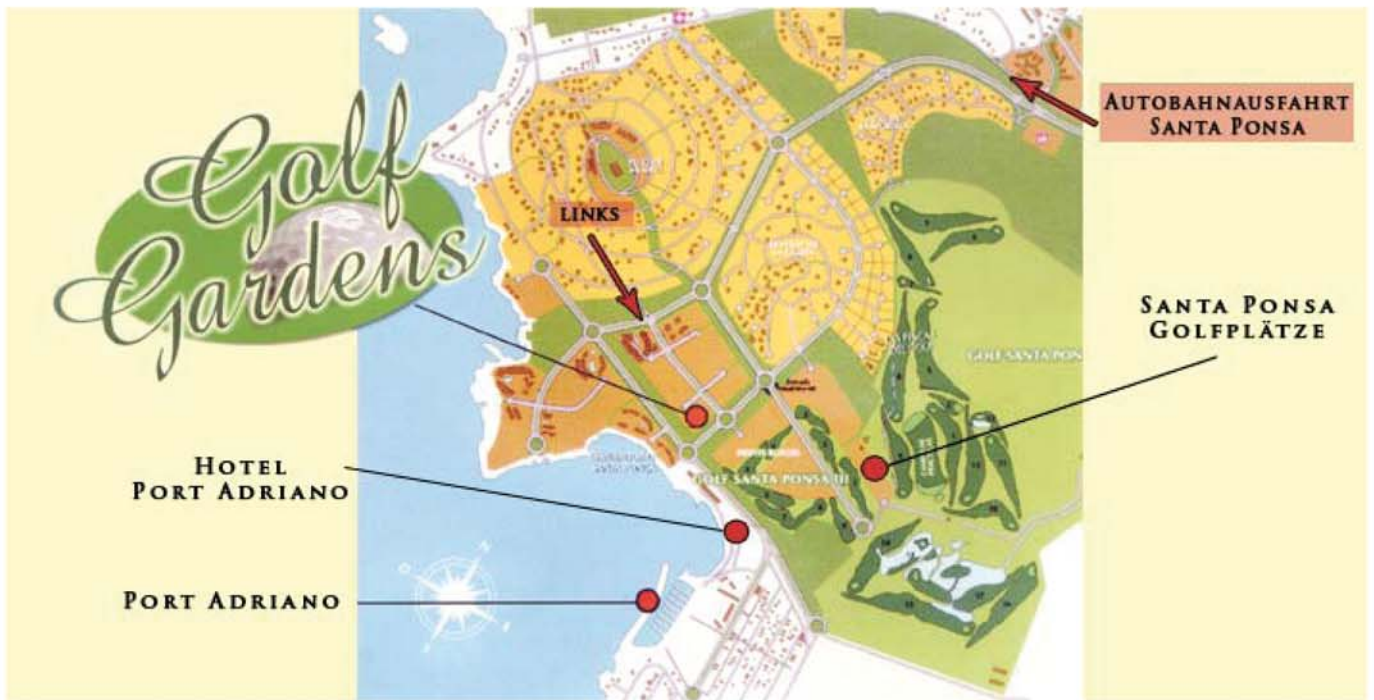 Golf
Gardens
AUTOBAHNAUSFAHRT
SANTA PONSA
LINKS
SANTA PONSA
GOLFPLÄTZE
GOLF SANTA PON
GOLF SANTA PONSA III
HOTEL
PORT ADRIANO
PORT ADRIANO